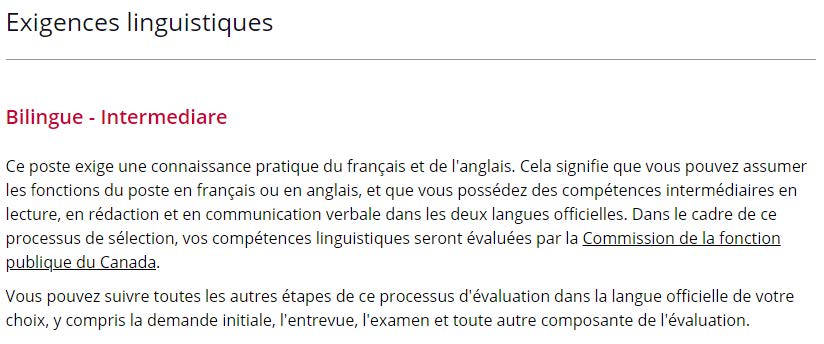 Exigences linguistiques
Bilingue - Intermediare
Ce poste exige une connaissance pratique du français et de l'anglais. Cela signifie que vous pouvez assumer
les fonctions du poste en français ou en anglais, et que vous possédez des compétences intermédiaires en
lecture, en rédaction et en communication verbale dans les deux langues officielles. Dans le cadre de ce
processus de sélection, vos compétences linguistiques seront évaluées par la Commission de la fonction
publique du Canada.
Vous pouvez suivre toutes les autres étapes de ce processus d'évaluation dans la langue officielle de votre
choix, y compris la demande initiale, l'entrevue, l'examen et toute autre composante de l'évaluation.